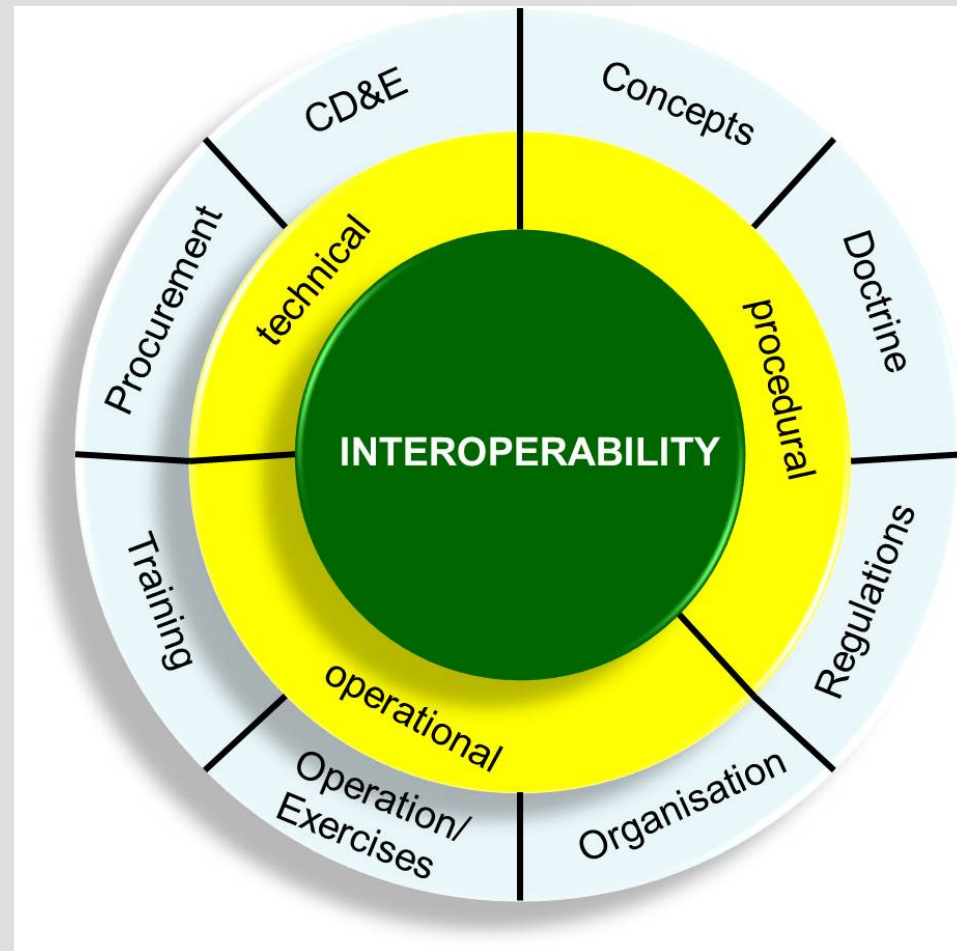 CD&E
Concepts
Procurement
technical
Doctrine
procedural
INTEROPERABILITY
Training
operational
Regulations
Operation/
Exercises
Organisation